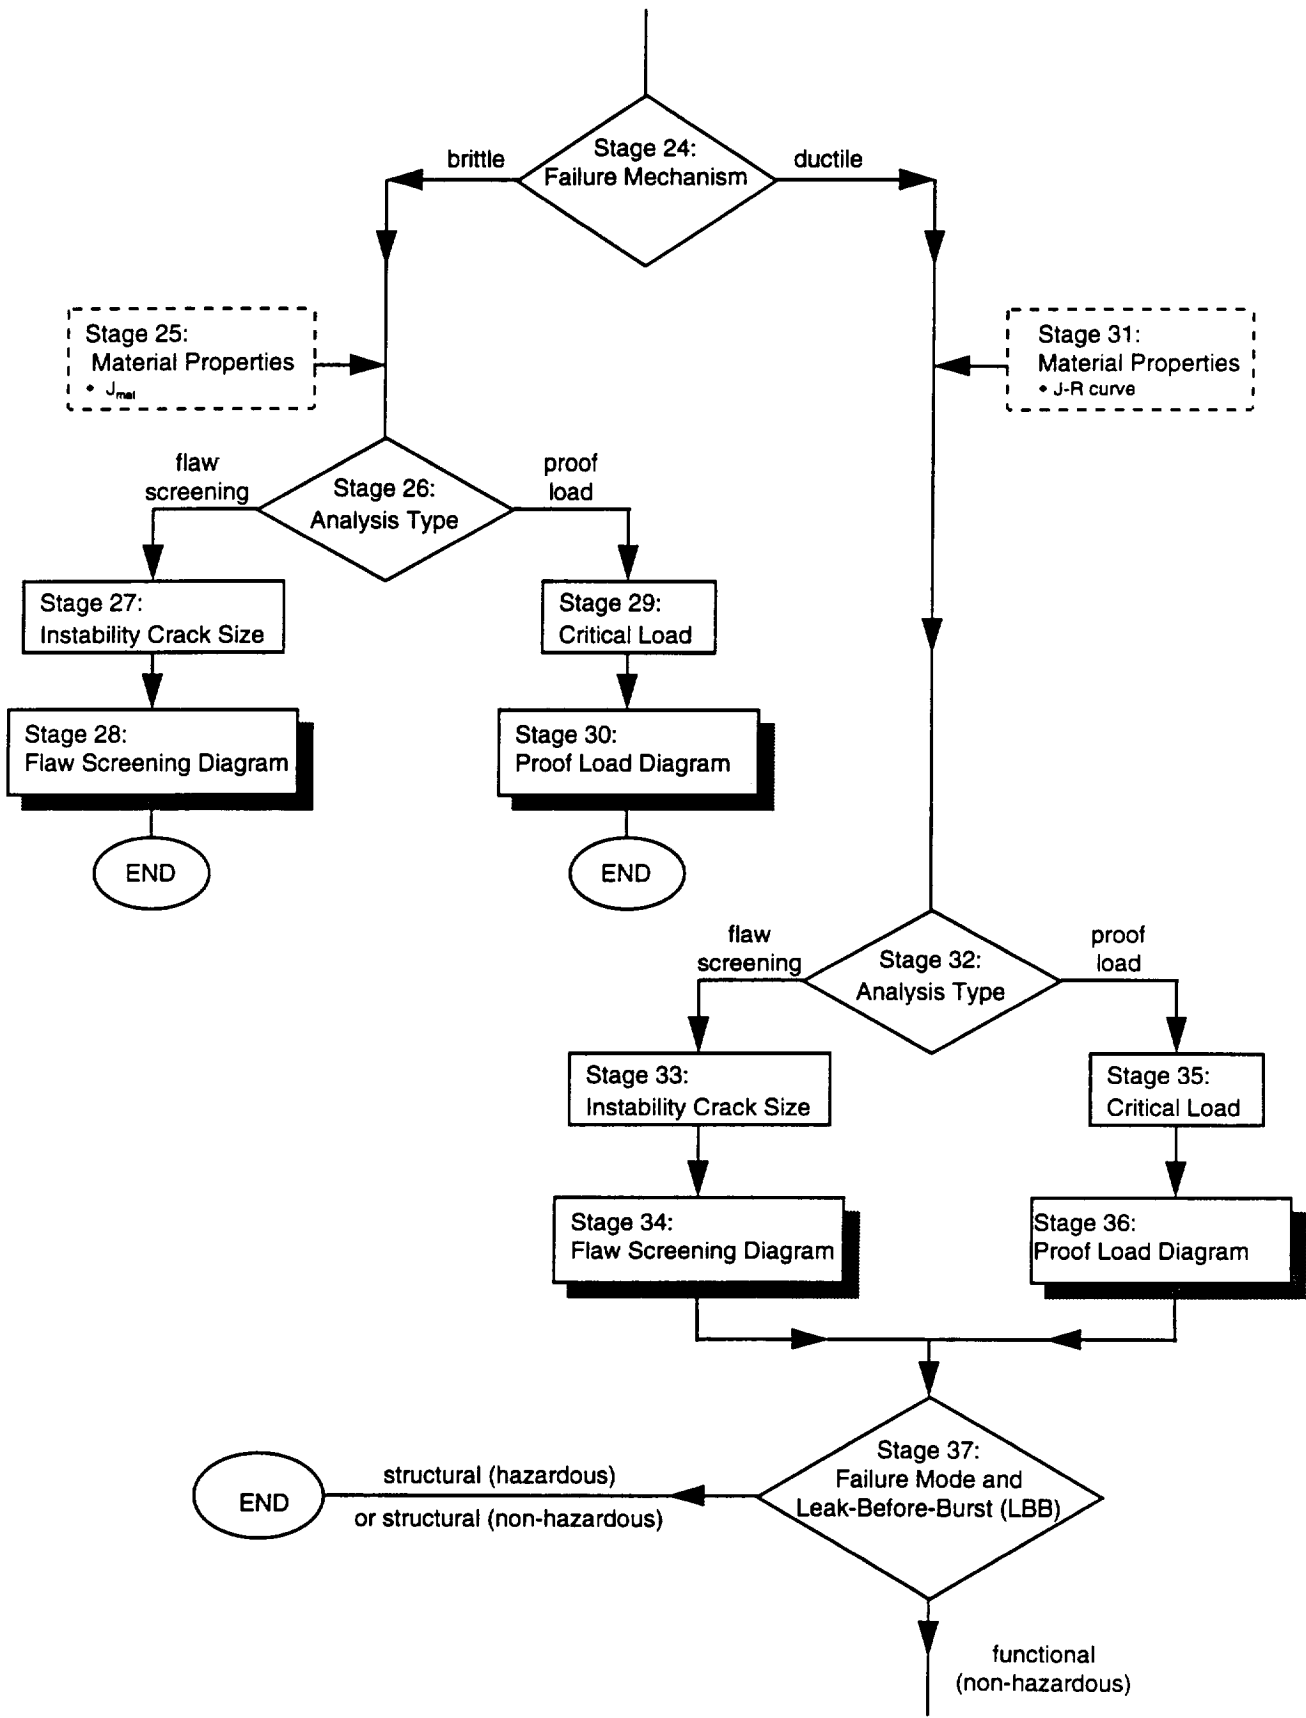 Stage 24:
Failure Mechanism
brittle
ductile
Stage 25:
Material Properties
• Jmat
Stage 31:
Material Properties
• J-R curve
flaw
screening
Stage 26:
Analysis Type
proof
load
Stage 27:
Instability Crack Size
Stage 29:
Critical Load
Stage 28:
Flaw Screening Diagram
Stage 30:
Proof Load Diagram
END
END
flaw
screening
Stage 32:
Analysis Type
proof
load
Stage 33:
Instability Crack Size
Stage 35:
Critical Load
Stage 34:
Flaw Screening Diagram
Stage 36:
Proof Load Diagram
Stage 37:
Failure Mode and
Leak-Before-Burst (LBB)
structural (hazardous)
or structural (non-hazardous)
END
functional
(non-hazardous)